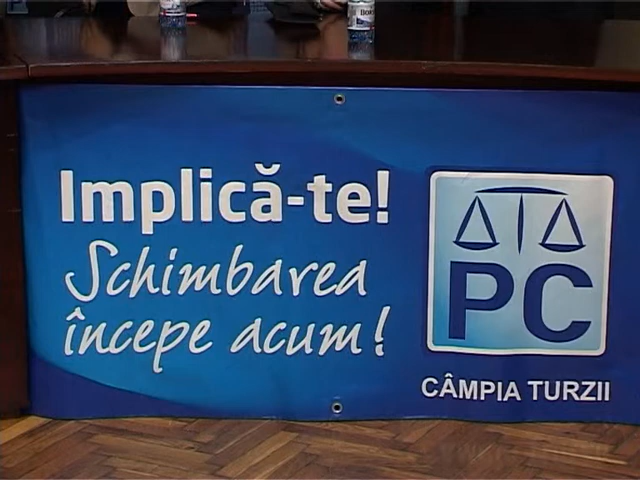 Implică-te!
Schimbarea
începe acum!
PC
CÂMPIA TURZII